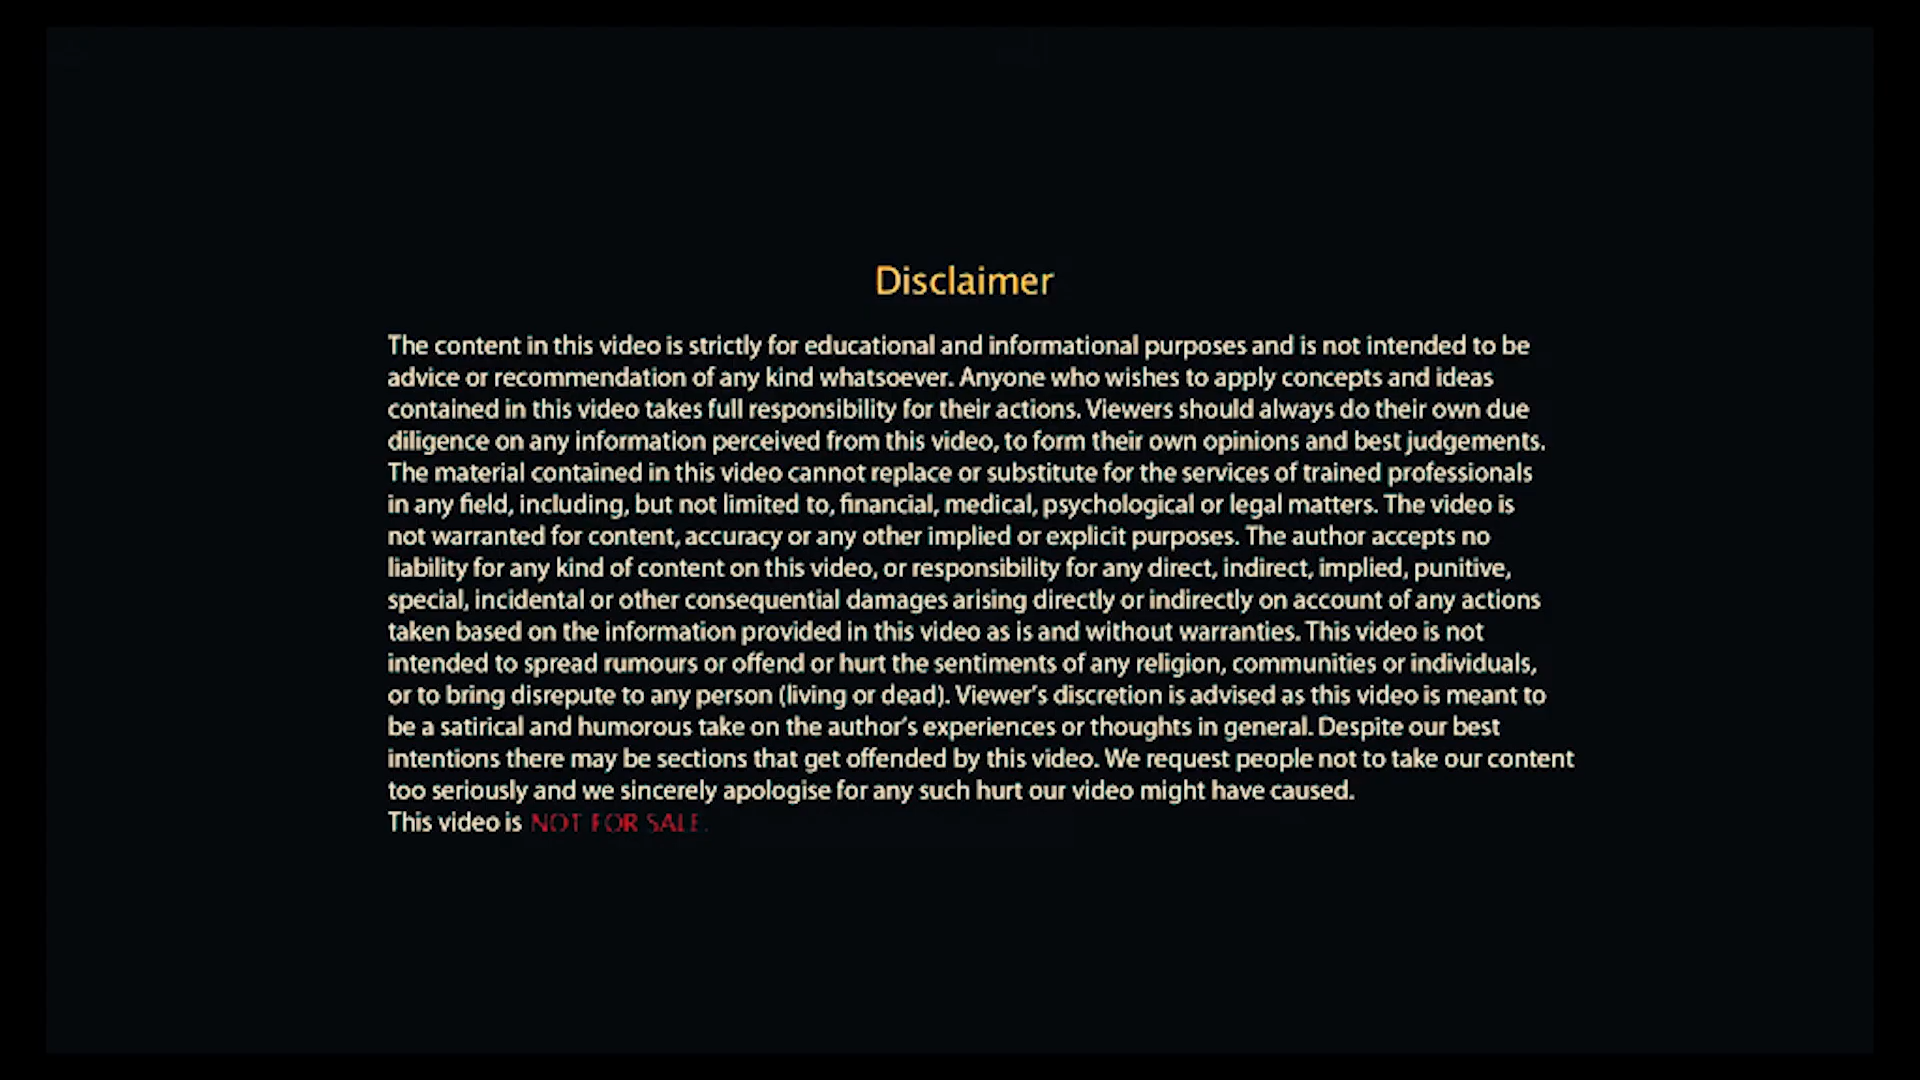 Disclaimer
The content in this video is strictly for educational and informational purposes and is not intended to be
advice or recommendation of any kind whatsoever. Anyone who wishes to apply concepts and ideas
contained in this video takes full responsibility for their actions. Viewers should always do their own due
diligence on any information perceived from this video, to form their own opinions and best judgements.
The material contained in this video cannot replace or substitute for the services of trained professionals
in any field, including, but not limited to, financial, medical, psychological or legal matters. The video is
not warranted for content, accuracy or any other implied or explicit purposes. The author accepts no
liability for any kind of content on this video, or responsibility for any direct, indirect, implied, punitive,
special, incidental or other consequential damages arising directly or indirectly on account of any actions
taken based on the information provided in this video as is and without warranties. This video is not
intended to spread rumours or offend or hurt the sentiments of any religion, communities or individuals,
or to bring disrepute to any person (living or dead). Viewer's discretion is advised as this video is meant to
be a satirical and humorous take on the author's experiences or thoughts in general. Despite our best
intentions there may be sections that get offended by this video. We request people not to take our content
too seriously and we sincerely apologise for any such hurt our video might have caused.
This video is NOT FOR SALE.